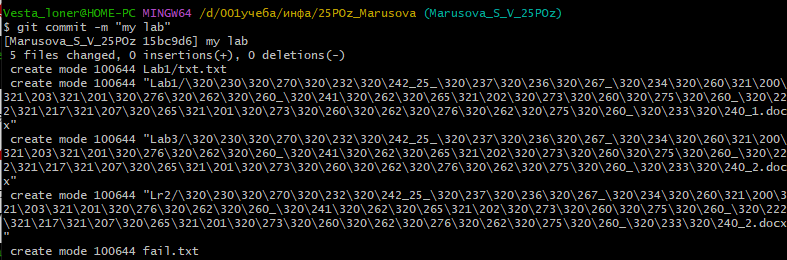 Vesta_loner@HOME-PC MINGW64 /d/001учеба/инфа/25POz_Marusova (Marusova_S_V_25POz)
$ git commit -m "my lab"
[Marusova_S_V_25POz 15bc9d6] my lab
 5 files changed, 0 insertions(+), 0 deletions(-)
 create mode 100644 Lab1/txt.txt
 create mode 100644 "Lab1/\320\230\320\270\320\232\320\242_25_\320\237\320\236\320\267_\320\234\320\260\321\200\
321\203\321\201\320\276\320\262\320\260_\320\241\320\262\320\265\321\202\320\273\320\260\320\275\320\260_\320\22
2\321\217\321\207\320\265\321\201\320\273\320\260\320\262\320\276\320\262\320\275\320\260_\320\233\320\240_1.doc
x"
 create mode 100644 "Lab3/\320\230\320\270\320\232\320\242_25_\320\237\320\236\320\267_\320\234\320\260\321\200\
321\203\321\201\320\276\320\262\320\260_\320\241\320\262\320\265\321\202\320\273\320\260\320\275\320\260_\320\22
2\321\217\321\207\320\265\321\201\320\273\320\260\320\262\320\276\320\262\320\275\320\260_\320\233\320\240_2.doc
x"
 create mode 100644 "Lr2/\320\230\320\270\320\232\320\242_25_\320\237\320\236\320\267_\320\234\320\260\321\200\3
21\203\321\201\320\276\320\262\320\260_\320\241\320\262\320\265\321\202\320\273\320\260\320\275\320\260_\320\222
\321\217\321\207\320\265\321\201\320\273\320\260\320\262\320\276\320\262\320\275\320\260_\320\233\320\240_2.docx
"
 create mode 100644 fail.txt